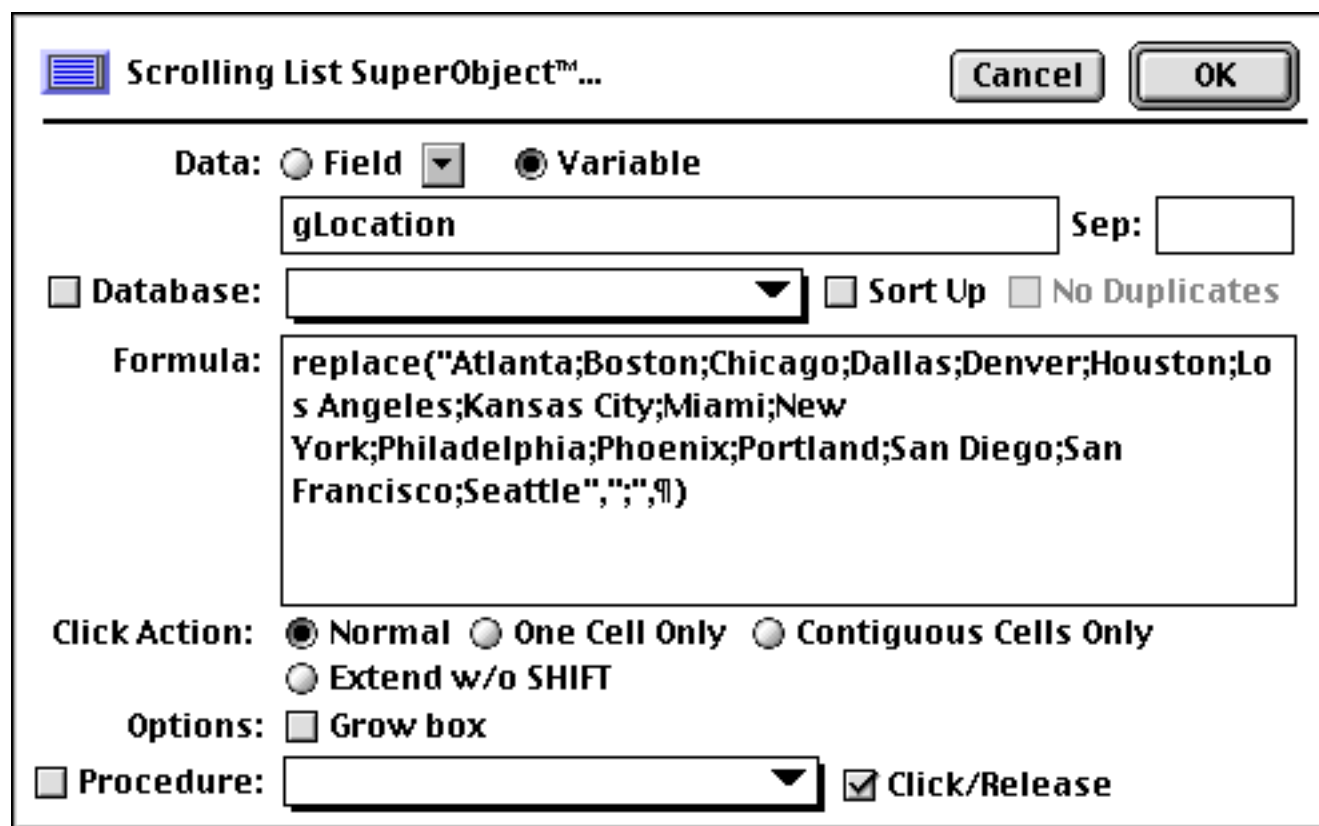 Scrolling List SuperObject™... Cancel OK
Data: Field Variable
gLocation Sep:
Database: Sort Up No Duplicates
Formula: replace("Atlanta;Boston;Chicago;Dallas;Denver;Houston;Lo
s Angeles;Kansas City;Miami;New
York;Philadelphia;Phoenix;Portland;San Diego;San
Francisco;Seattle",";",¶)
Click Action: Normal One Cell Only Contiguous Cells Only
Extend w/o SHIFT
Options: Grow box
Procedure: Click/Release